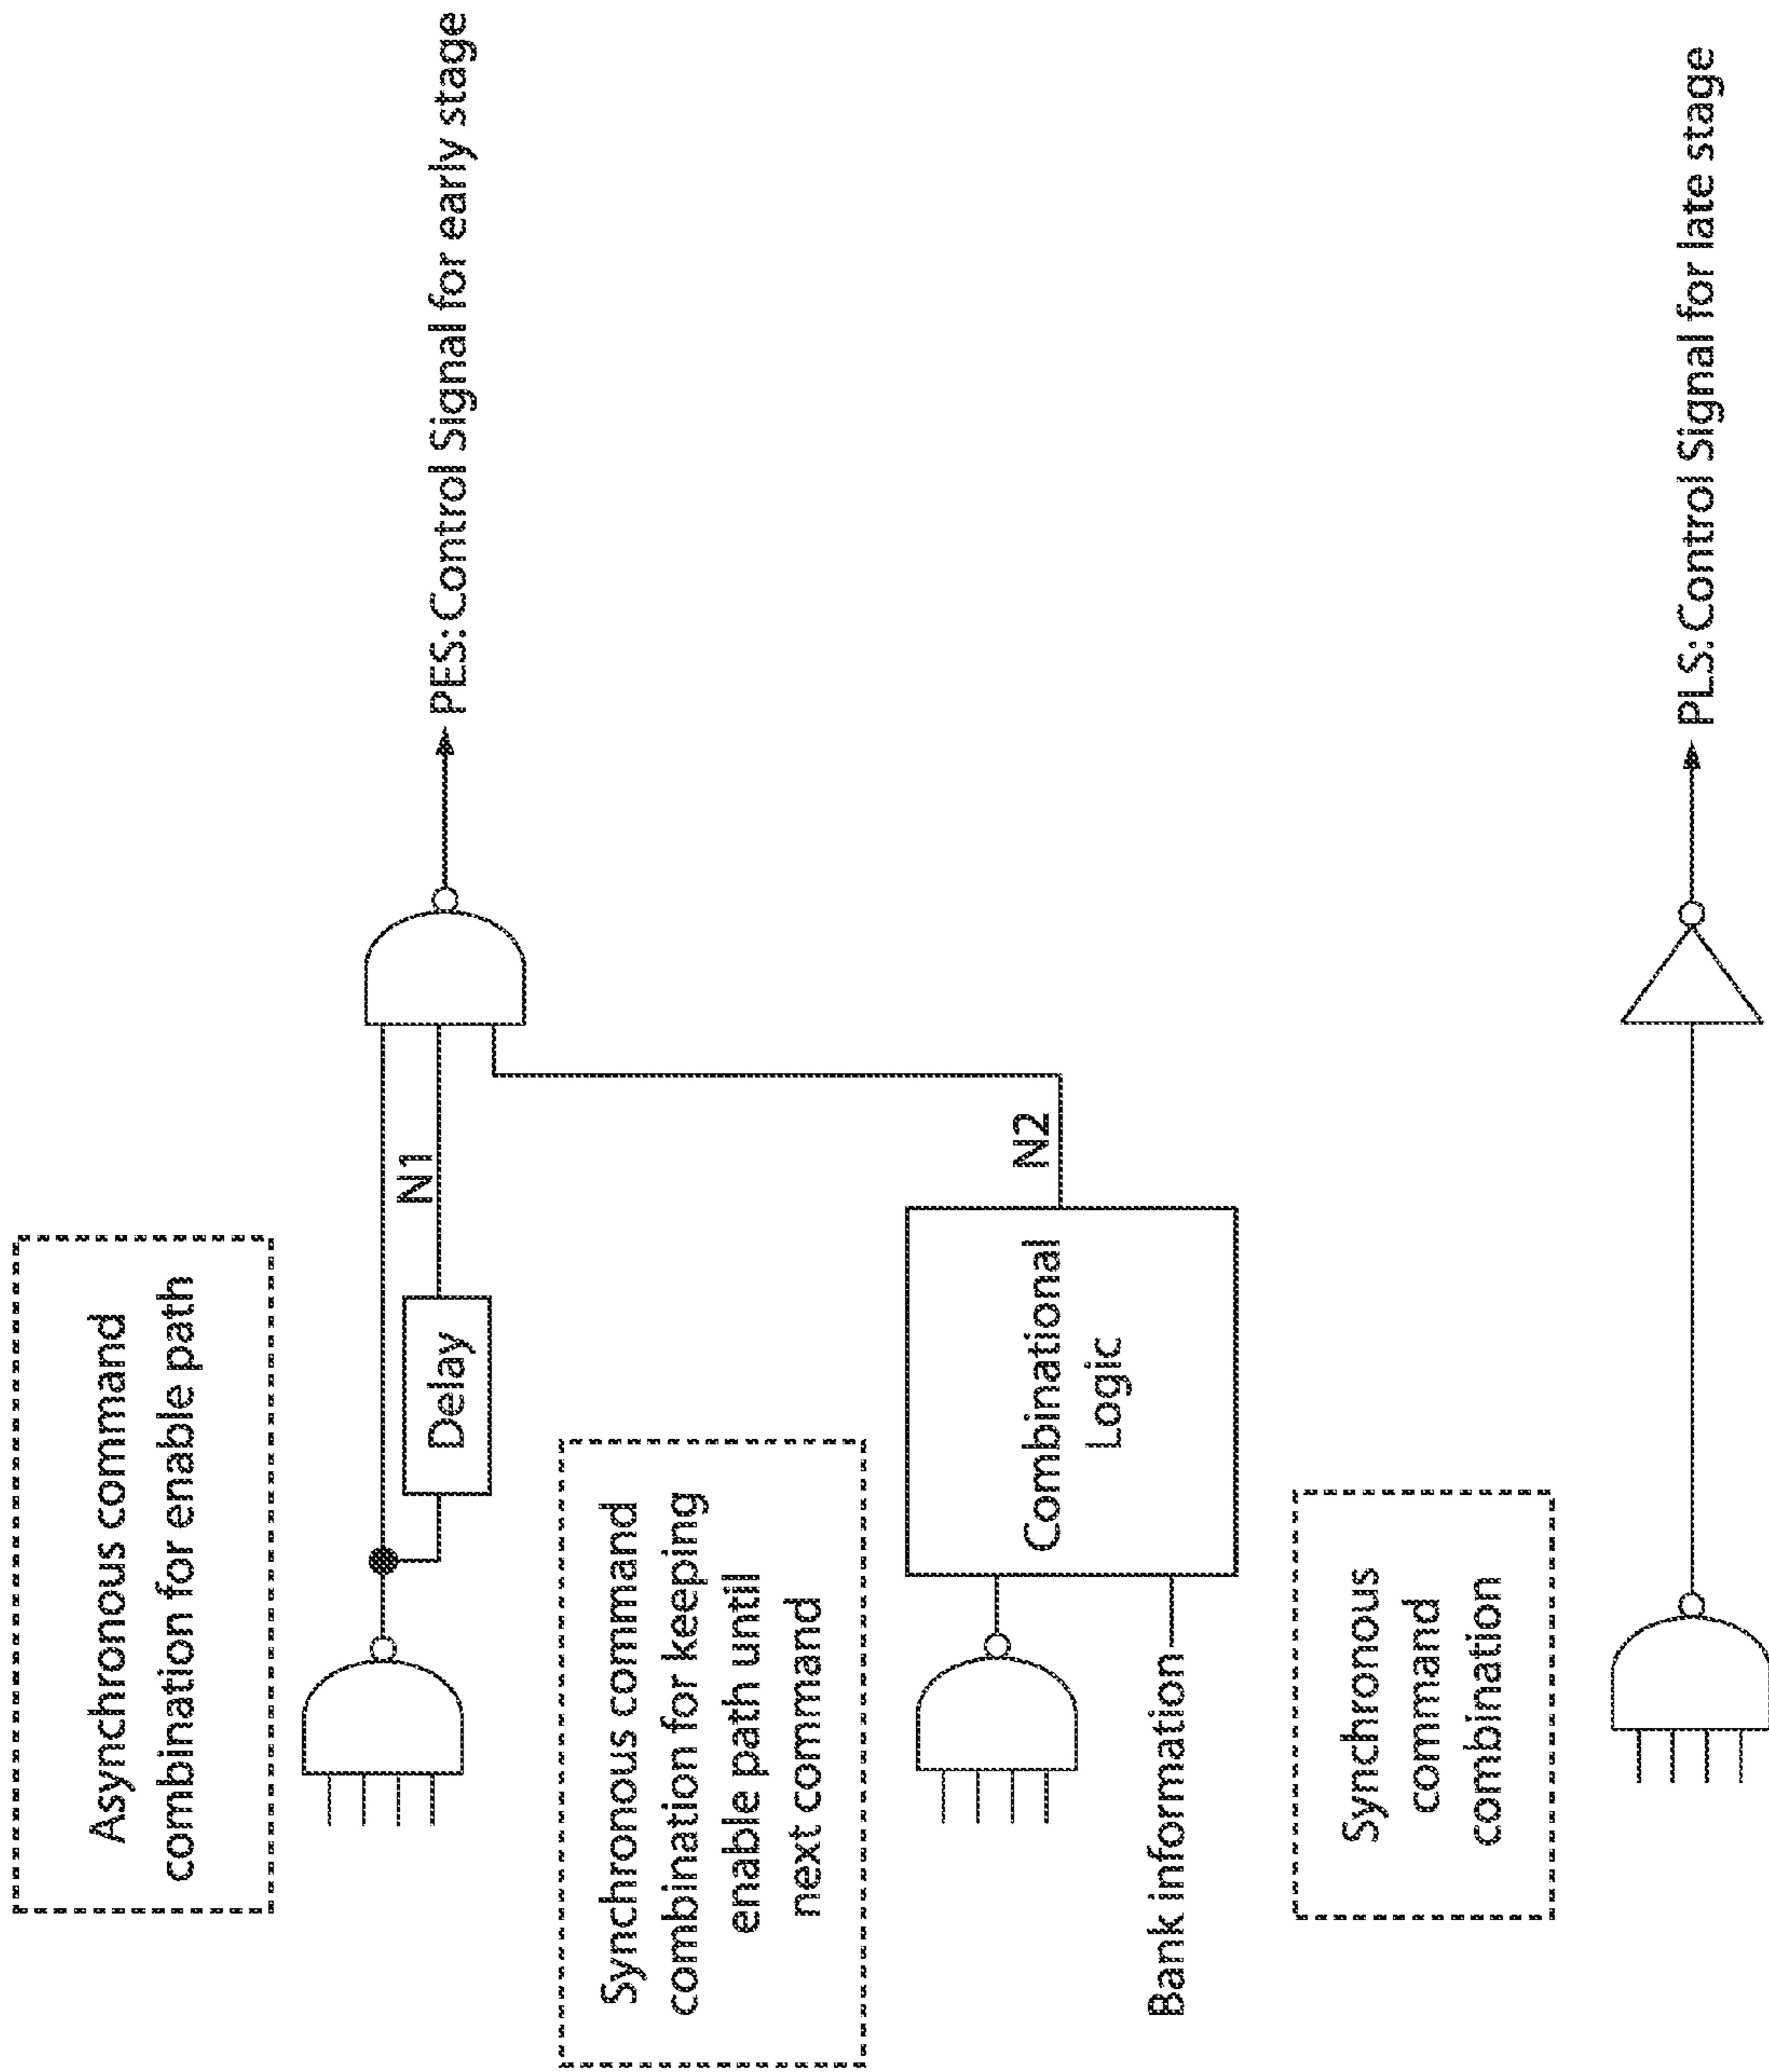 Asynchronous command
combination for enable path
Delay
N1
PES: Control Signal for early stage
Synchronous command
combination for keeping
enable path until
next command
Combinational
Logic
N2
Bank information
Synchronous
command
combination
PLS: Control Signal for late stage